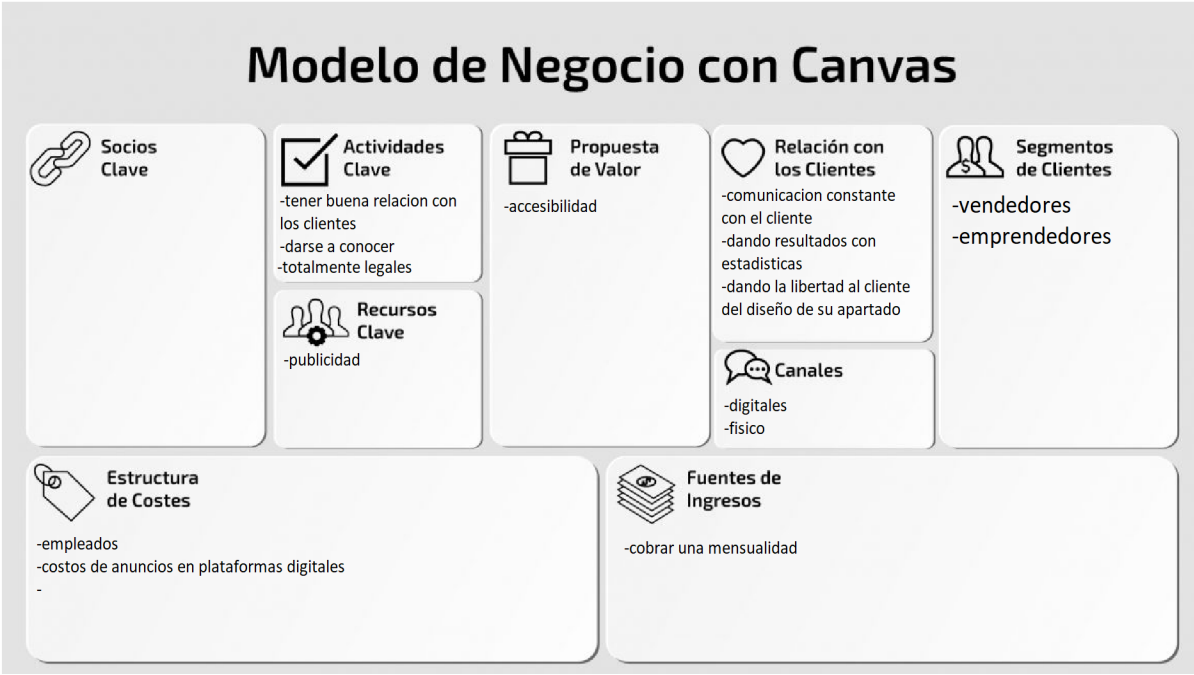 Modelo de Negocio con Canvas
Socios
Clave
Actividades
Clave
-tener buena relacion con
los clientes
-darse a conocer
-totalmente legales
Recursos
Clave
-publicidad
Propuesta
de Valor
-accesibilidad
Relación con
los Clientes
-comunicacion constante
con el cliente
-dando resultados con
estadisticas
-dando la libertad al cliente
del diseño de su apartado
Canales
-digitales
-fisico
Segmentos
de Clientes
-vendedores
-emprendedores
Estructura
de Costes
-empleados
-costos de anuncios en plataformas digitales
-
Fuentes de
Ingresos
-cobrar una mensualidad